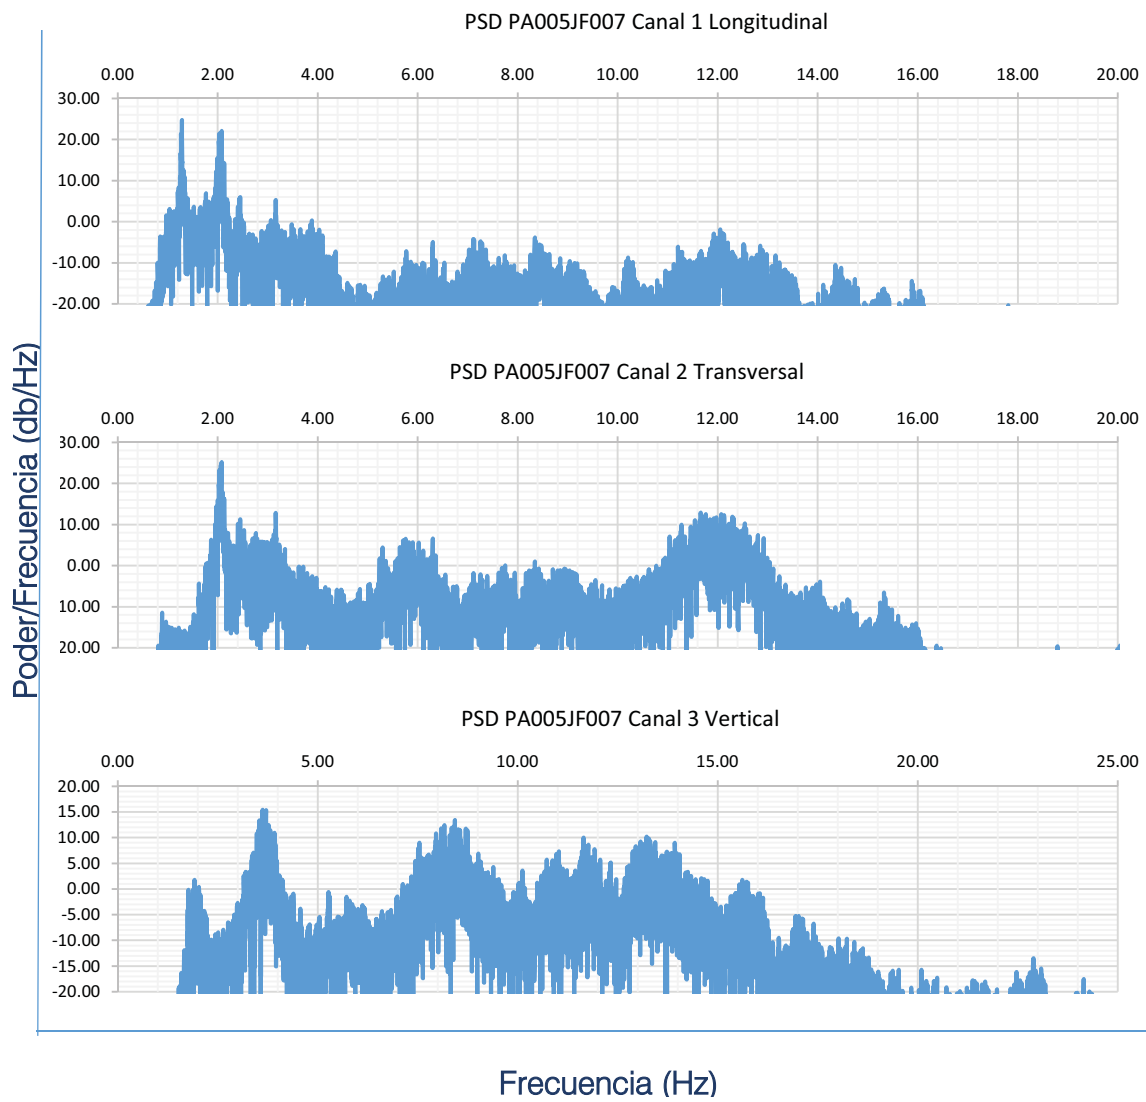 PSD PA005JF007 Canal 1 Longitudinal
0.00 2.00 4.00 6.00 8.00 10.00 12.00 14.00 16.00 18.00 20.00
30.00
20.00
10.00
0.00
-10.00
-20.00
PSD PA005JF007 Canal 2 Transversal
0.00 2.00 4.00 6.00 8.00 10.00 12.00 14.00 16.00 18.00 20.00
30.00
20.00
10.00
0.00
10.00
20.00
PSD PA005JF007 Canal 3 Vertical
0.00 5.00 10.00 15.00 20.00 25.00
20.00
15.00
10.00
5.00
0.00
-5.00
-10.00
-15.00
-20.00
Poder/Frecuencia (db/Hz)
Frecuencia (Hz)